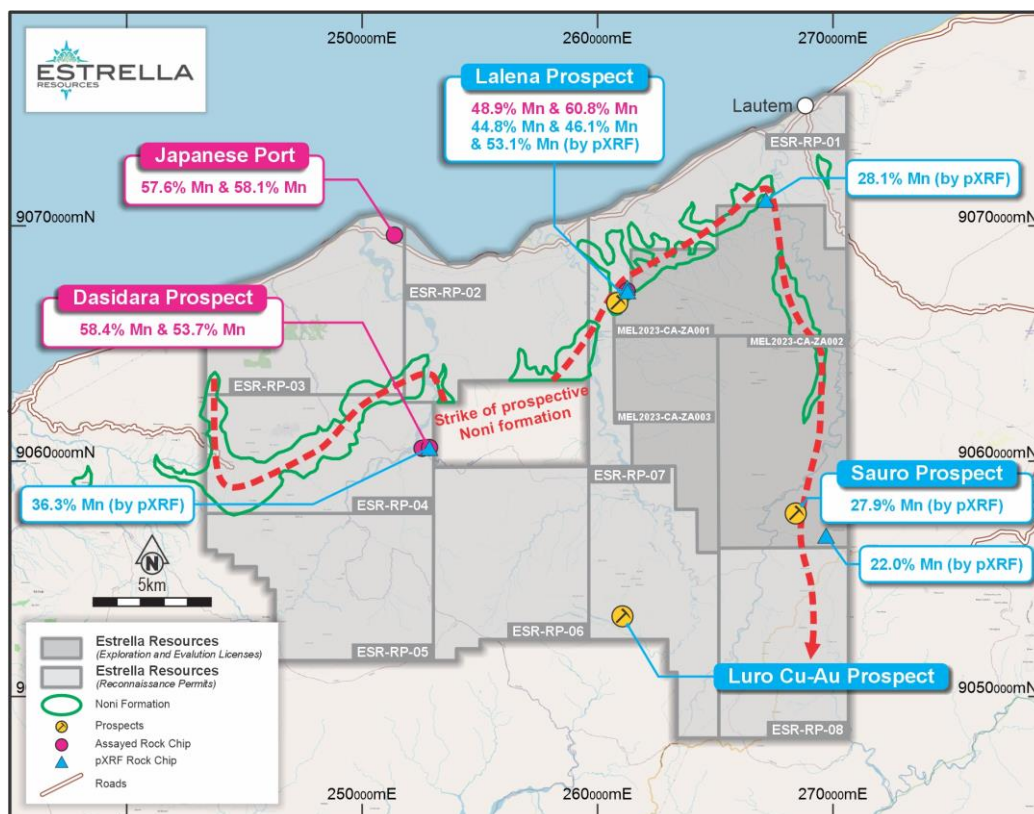 250000mE
260000mE
270000mE
ESTRELLA
RESOURCES
Lalena Prospect
48.9% Mn & 60.8% Mn
44.8% Mn & 46.1% Mn
& 53.1% Mn (by pXRF)
Lautem
ESR-RP-01
Japanese Port
57.6% Mn & 58.1% Mn
28.1% Mn (by pXRF)
9070000mN
9070000mN
Dasidara Prospect
58.4% Mn & 53.7% Mn
ESR-RP-02
MEL2023-CA-ZA001
MEL2023-CA-ZA002
ESR-RP-03
Strike of prospective
Noni formation
MEL2023-CA-ZA003
9060000mN
9060000mN
Sauro Prospect
27.9% Mn (by pXRF)
ESR-RP-07
36.3% Mn (by pXRF)
ESR-RP-04
22.0% Mn (by pXRF)
N
5km
Estrella Resources
(Exploration and Evalution Licenses)
Estrella Resources
(Reconnaissance Permits)
Noni Formation
Prospects
Assayed Rock Chip
pXRF Rock Chip
Roads
ESR-RP-06
ESR-RP-05
Luro Cu-Au Prospect
9
9050000mN
ESR-RP-08
250000mE
260000mE
270000mE